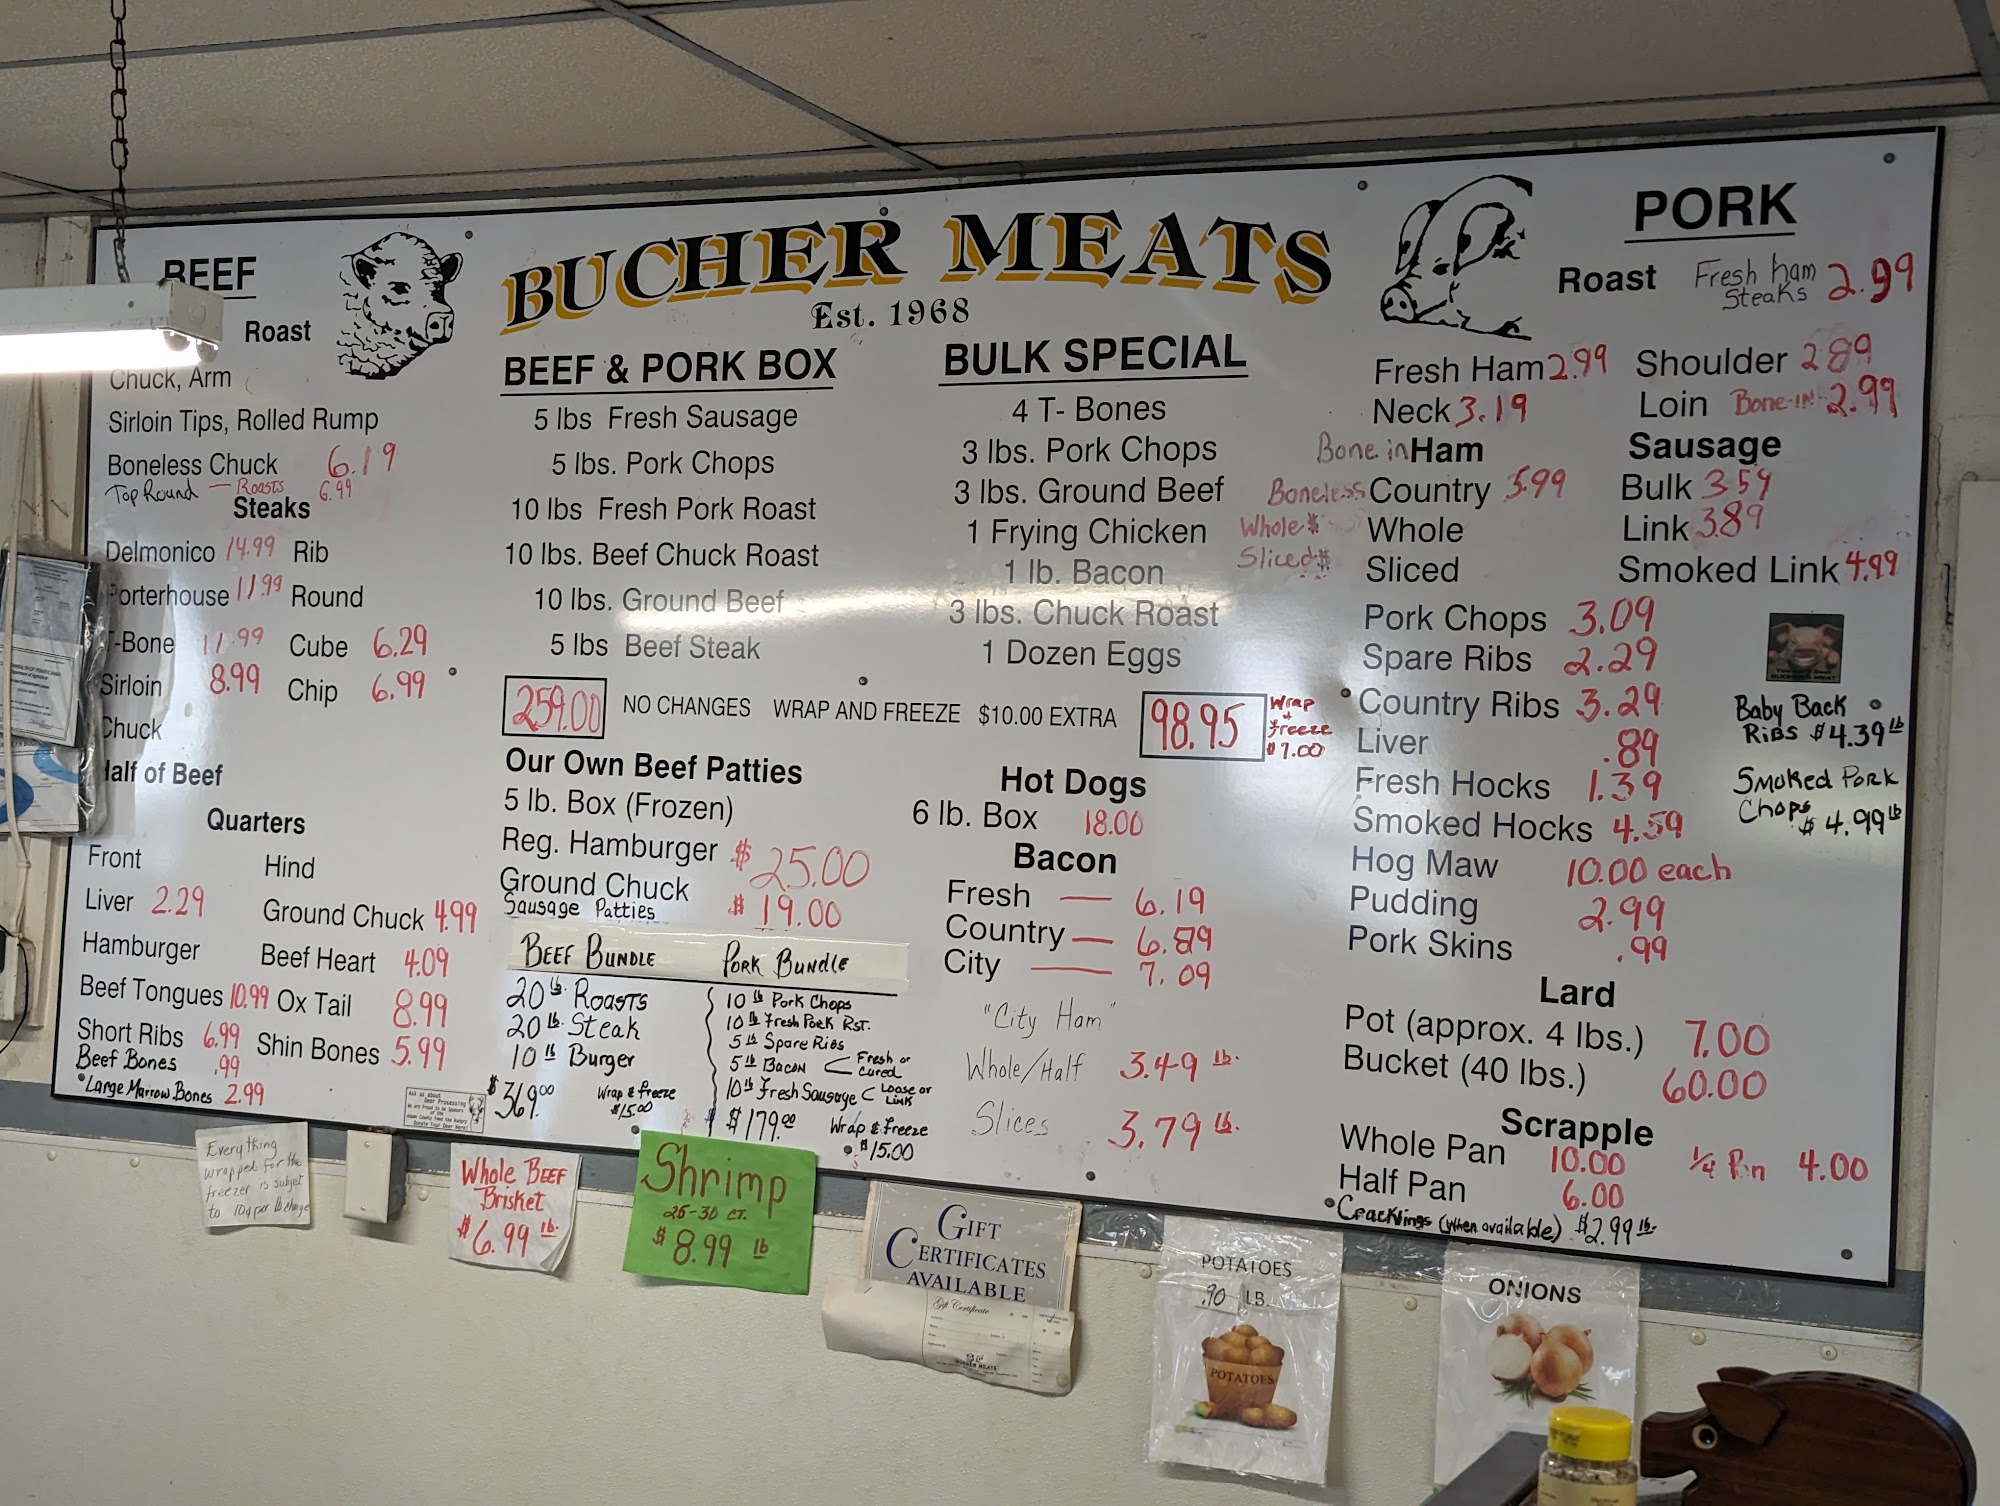 BEEF
Roast
Chuck, Arm
Sirloin Tips, Rolled Rump
Boneless Chuck 6.19
Top Round — Roasts 6.99
Steaks
Delmonico 14.99 Rib
Porterhouse 11.99 Round
T-Bone 11.99 Cube 6.29
Sirloin 8.99 Chip 6.99
Chuck
Half of Beef
Quarters
Front Hind
Liver 2.29 Ground Chuck 4.99
Hamburger Beef Heart 4.09
Beef Tongues 10.99 Ox Tail 8.99
Short Ribs 6.99 Shin Bones 5.99
Beef Bones .99
Large Marrow Bones 2.99
Ask us about
Deer Processing
BUCHER MEATS
Est. 1968
BEEF & PORK BOX
5 lbs Fresh Sausage
5 lbs. Pork Chops
10 lbs Fresh Pork Roast
10 lbs. Beef Chuck Roast
10 lbs. Ground Beef
5 lbs Beef Steak
259.00 NO CHANGES WRAP AND FREEZE $10.00 EXTRA
BULK SPECIAL
4 T- Bones
3 lbs. Pork Chops
3 lbs. Ground Beef
1 Frying Chicken
1 lb. Bacon
3 lbs. Chuck Roast
1 Dozen Eggs
98.95
Wrap
+
freeze
$7.00
Our Own Beef Patties
5 lb. Box (Frozen)
Reg. Hamburger $25.00
Ground Chuck
Sausage Patties $19.00
Beef Bundle
20 lb. Roasts
20 lb. Steak
10 lb Burger
$369.00 Wrap & freeze
$15.00
Pork Bundle
10 lb Pork Chops
10 lb Fresh Pork Rst.
5 lb Spare Ribs
5 lb Bacon Fresh or
Cured
10 lb Fresh Sausage Loose or
Link
$179.00 Wrap & freeze
$15.00
Hot Dogs
6 lb. Box 18.00
Bacon
Fresh — 6.19
Country — 6.89
City — 7.09
"City Ham"
Whole/Half 3.49 lb.
Slices 3.79 lb.
PORK
Roast Fresh ham
Steaks 2.99
Fresh Ham 2.99 Shoulder 2.89
Neck 3.19 Loin Bone-in 2.99
Bone in Ham
Boneless Country 3.99
Whole $ Whole
Sliced $ Sliced
Sausage
Bulk 3.59
Link 3.89
Smoked Link 4.99
Pork Chops 3.09
Spare Ribs 2.29
Country Ribs 3.29
Liver .89
Fresh Hocks 1.39
Smoked Hocks 4.59
Hog Maw 10.00 each
Pudding 2.99
Pork Skins .99
Baby Back
Ribs $4.39 lb
Smoked Pork
Chops
$4.99 lb
Lard
Pot (approx. 4 lbs.) 7.00
Bucket (40 lbs.) 60.00
Scrapple
Whole Pan 10.00 1/4 Pan 4.00
Half Pan 6.00
Cracklings (when available) $2.99 lb.
Everything
wrapped for the
freezer is subject
to 10¢ per lb charge
Whole Beef
Brisket
$6.99 lb.
Shrimp
25-30 ct.
$8.99 lb
GIFT
CERTIFICATES
AVAILABLE
Gift Certificate
BUCHER MEATS
POTATOES
.90 LB.
POTATOES
ONIONS